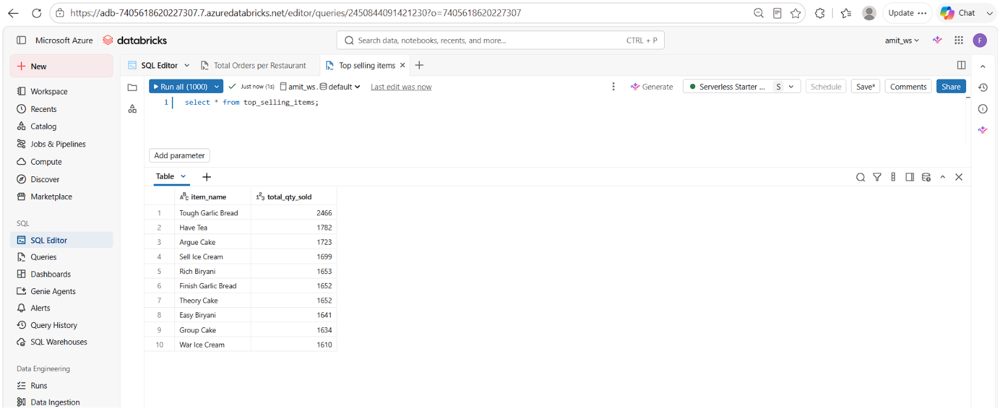 https://adb-7405618620227307.7.azuredatabricks.net/editor/queries/2450844091421230?o=7405618620227307
Update
Chat
Microsoft Azure databricks
Search data, notebooks, recents, and more... CTRL + P
amit_ws
F
New
Workspace
Recents
Catalog
Jobs & Pipelines
Compute
Discover
Marketplace
SQL
SQL Editor
Queries
Dashboards
Genie Agents
Alerts
Query History
SQL Warehouses
Data Engineering
Runs
Data Ingestion
SQL Editor Total Orders per Restaurant Top selling items
Run all (1000) Just now (1s) amit_ws. default Last edit was now Generate Serverless Starter ... S Schedule Save* Comments Share
1 select * from top_selling_items;
Add parameter
Table
item_name total_qty_sold
1 Tough Garlic Bread 2466
2 Have Tea 1782
3 Argue Cake 1723
4 Sell Ice Cream 1699
5 Rich Biryani 1653
6 Finish Garlic Bread 1652
7 Theory Cake 1652
8 Easy Biryani 1641
9 Group Cake 1634
10 War Ice Cream 1610